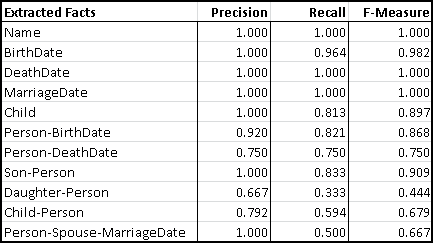 Extracted Facts Precision Recall F-Measure
Name 1.000 1.000 1.000
BirthDate 1.000 0.964 0.982
DeathDate 1.000 1.000 1.000
MarriageDate 1.000 1.000 1.000
Child 1.000 0.813 0.897
Person-BirthDate 0.920 0.821 0.868
Person-DeathDate 0.750 0.750 0.750
Son-Person 1.000 0.833 0.909
Daughter-Person 0.667 0.333 0.444
Child-Person 0.792 0.594 0.679
Person-Spouse-MarriageDate 1.000 0.500 0.667